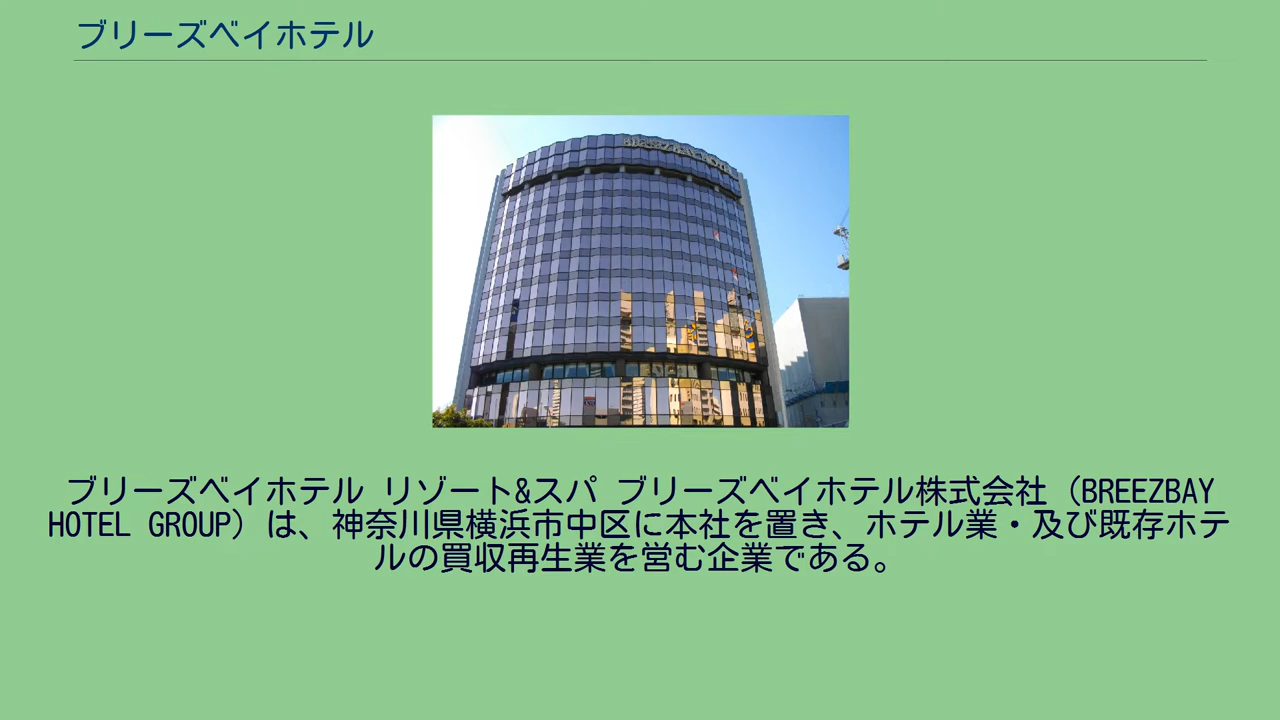 ブリーズベイホテル
BREEZBAY HOTEL
ブリーズベイホテル リゾート&スパ ブリーズベイホテル株式会社（BREEZBAY
HOTEL GROUP）は、神奈川県横浜市中区に本社を置き、ホテル業・及び既存ホテ
ルの買収再生業を営む企業である。